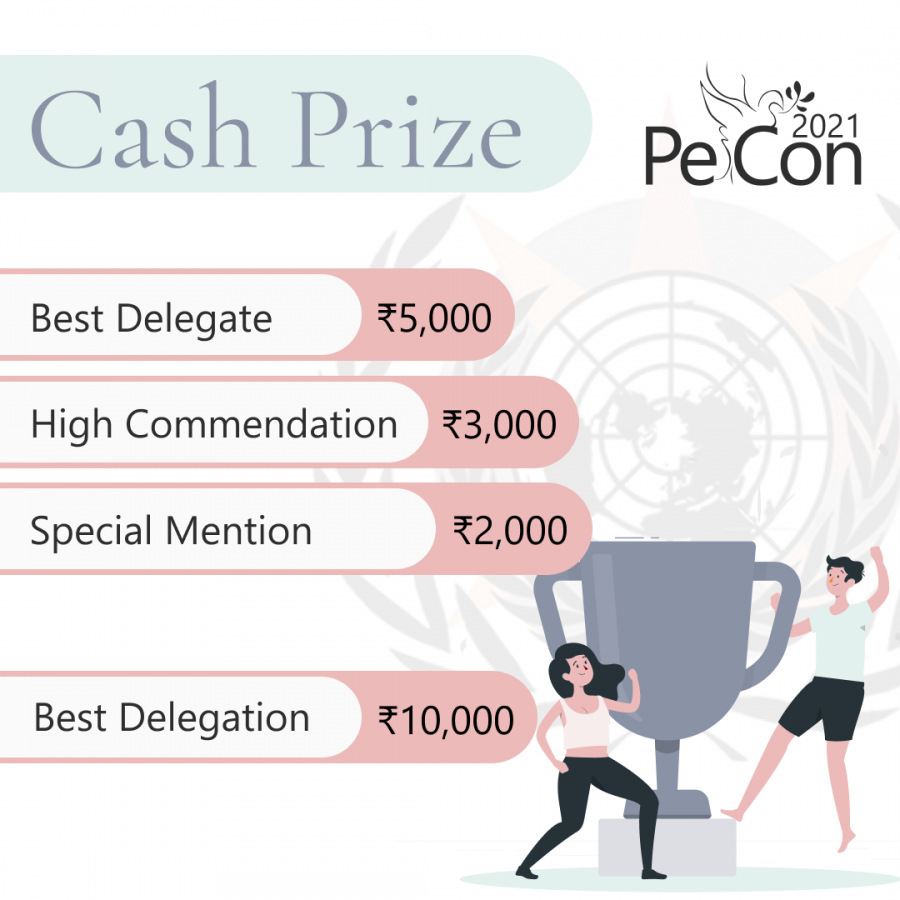 Cash Prize
2021
PeCon
Best Delegate ₹5,000
High Commendation ₹3,000
Special Mention ₹2,000
Best Delegation ₹10,000